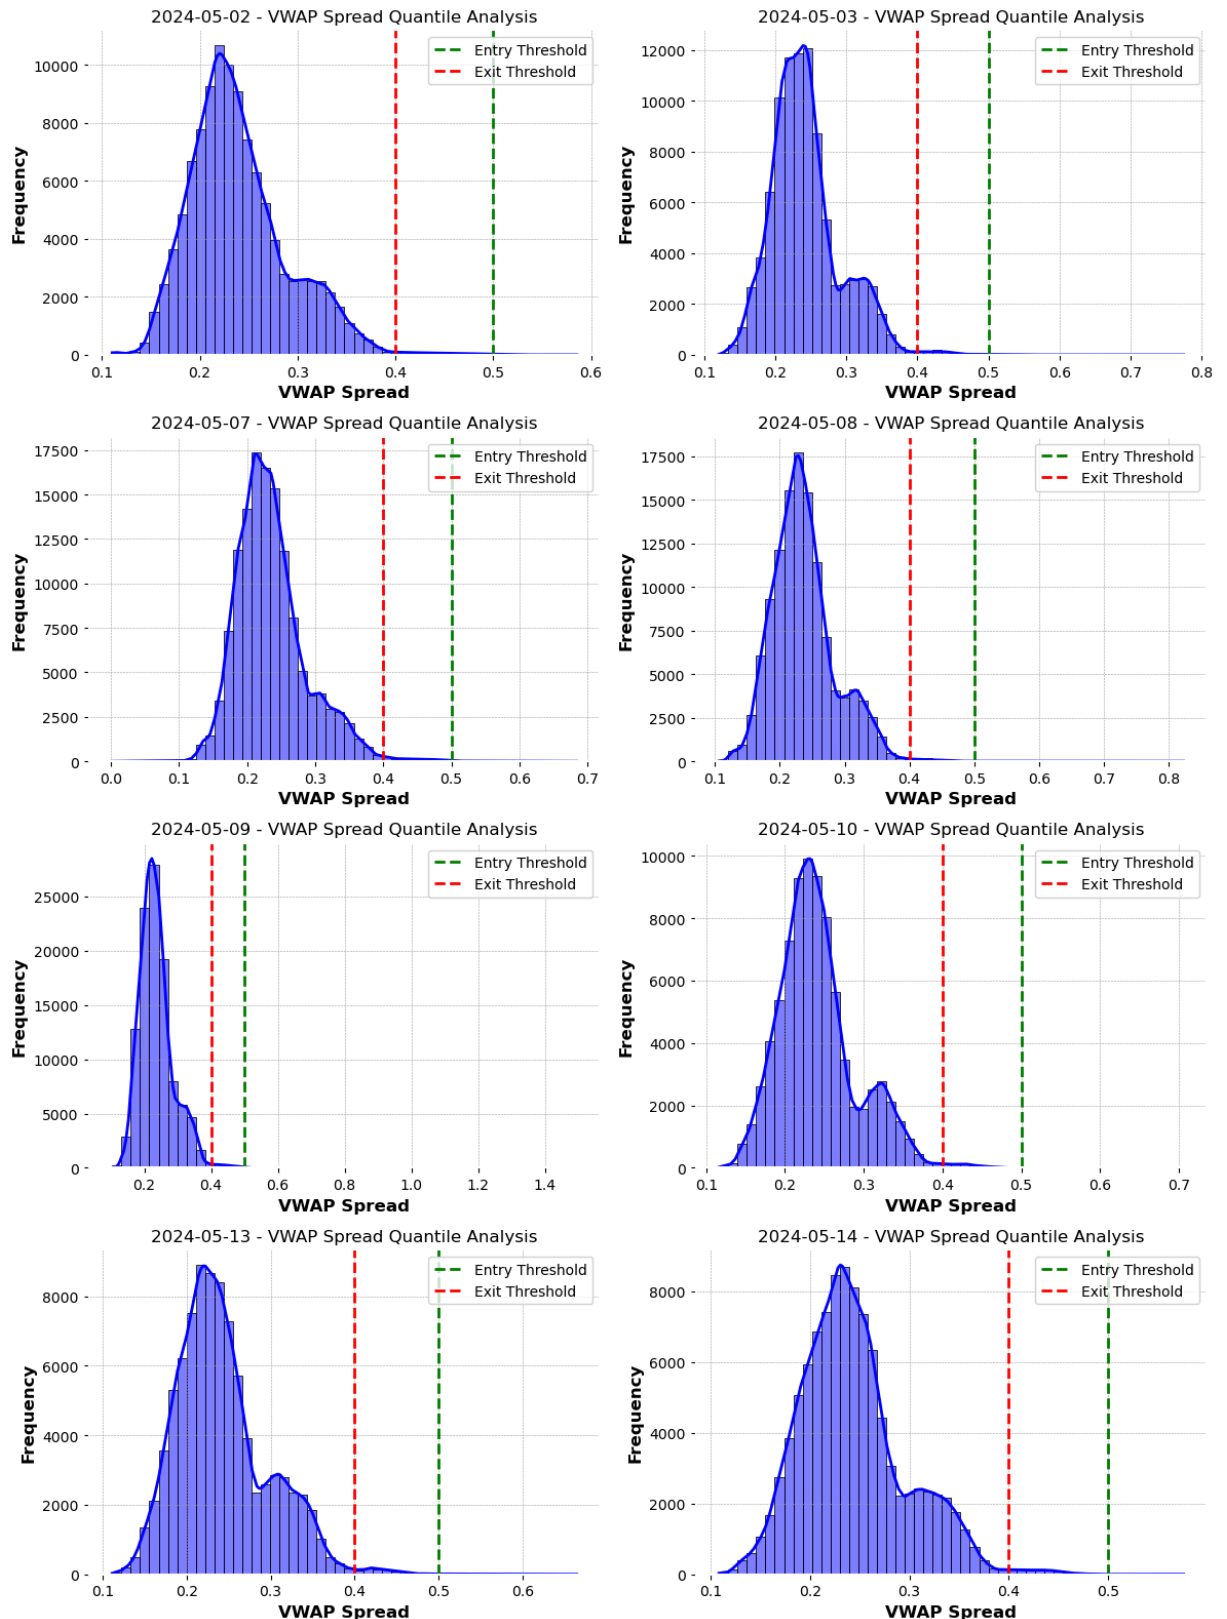 2024-05-02 - VWAP Spread Quantile Analysis
Entry Threshold
Exit Threshold
Frequency
10000
8000
6000
4000
2000
0
0.1 0.2 0.3 0.4 0.5 0.6
VWAP Spread
2024-05-03 - VWAP Spread Quantile Analysis
Entry Threshold
Exit Threshold
Frequency
12000
10000
8000
6000
4000
2000
0
0.1 0.2 0.3 0.4 0.5 0.6 0.7 0.8
VWAP Spread
2024-05-07 - VWAP Spread Quantile Analysis
Entry Threshold
Exit Threshold
Frequency
17500
15000
12500
10000
7500
5000
2500
0
0.0 0.1 0.2 0.3 0.4 0.5 0.6 0.7
VWAP Spread
2024-05-08 - VWAP Spread Quantile Analysis
Entry Threshold
Exit Threshold
Frequency
17500
15000
12500
10000
7500
5000
2500
0
0.1 0.2 0.3 0.4 0.5 0.6 0.7 0.8
VWAP Spread
2024-05-09 - VWAP Spread Quantile Analysis
Entry Threshold
Exit Threshold
Frequency
25000
20000
15000
10000
5000
0
0.2 0.4 0.6 0.8 1.0 1.2 1.4
VWAP Spread
2024-05-10 - VWAP Spread Quantile Analysis
Entry Threshold
Exit Threshold
Frequency
10000
8000
6000
4000
2000
0
0.1 0.2 0.3 0.4 0.5 0.6 0.7
VWAP Spread
2024-05-13 - VWAP Spread Quantile Analysis
Entry Threshold
Exit Threshold
Frequency
8000
6000
4000
2000
0
0.1 0.2 0.3 0.4 0.5 0.6
VWAP Spread
2024-05-14 - VWAP Spread Quantile Analysis
Entry Threshold
Exit Threshold
Frequency
8000
6000
4000
2000
0
0.1 0.2 0.3 0.4 0.5
VWAP Spread